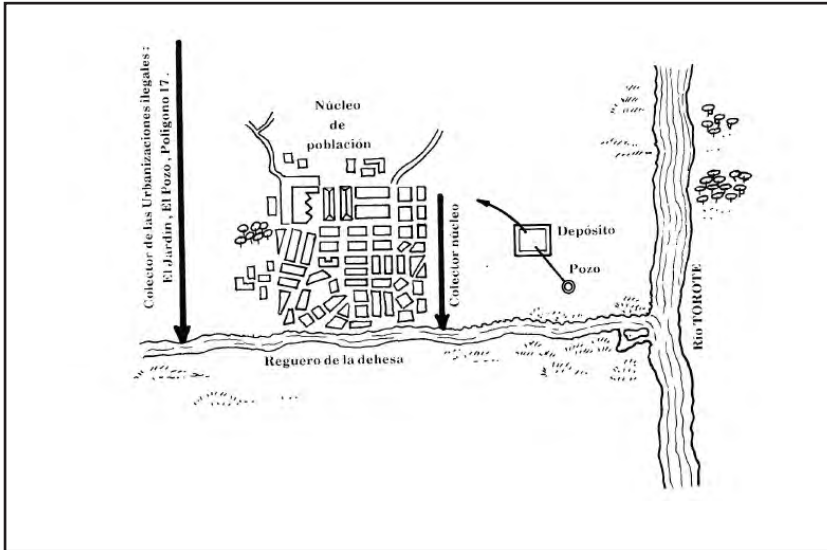 Colector de las Urbanizaciones ilegales :
El Jardín , El Pozo , Polígono 17 .
Núcleo
de
población
Colector núcleo
Depósito
Pozo
Río TOROTE
Reguero de la dehesa